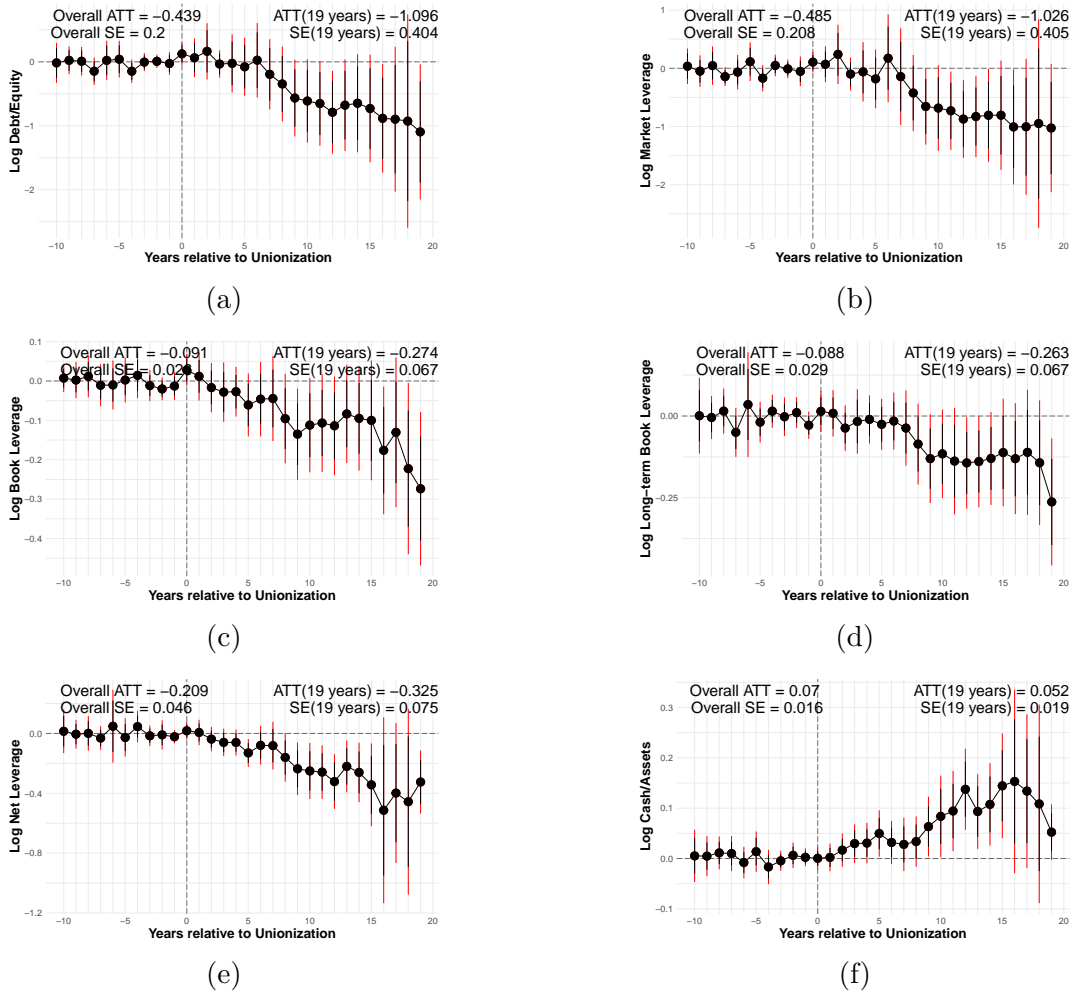 Overall ATT = −0.439 ATT(19 years) = −1.096
Overall SE = 0.2 SE(19 years) = 0.404
0
−1
−2
Log Debt/Equity
−10 −5 0 5 10 15 20
Years relative to Unionization
(a)
Overall ATT = −0.485 ATT(19 years) = −1.026
Overall SE = 0.208 SE(19 years) = 0.405
1
0
−1
−2
Log Market Leverage
−10 −5 0 5 10 15 20
Years relative to Unionization
(b)
Overall ATT = −0.091 ATT(19 years) = −0.274
Overall SE = SE(19 years) = 0.067
0.1
0.0
−0.1
−0.2
−0.3
−0.4
Log Book Leverage
−10 −5 0 5 10 15 20
Years relative to Unionization
(c)
Overall ATT = −0.088 ATT(19 years) = −0.263
Overall SE = 0.029 SE(19 years) = 0.067
0.00
−0.25
Log Long−term Book Leverage
−10 −5 0 5 10 15 20
Years relative to Unionization
(d)
Overall ATT = −0.209 ATT(19 years) = −0.325
Overall SE = 0.046 SE(19 years) = 0.075
0.0
−0.4
−0.8
−1.2
Log Net Leverage
−10 −5 0 5 10 15 20
Years relative to Unionization
(e)
Overall ATT = 0.07 ATT(19 years) = 0.052
Overall SE = 0.016 SE(19 years) = 0.019
0.3
0.2
0.1
0.0
−0.1
Log Cash/Assets
−10 −5 0 5 10 15 20
Years relative to Unionization
(f)